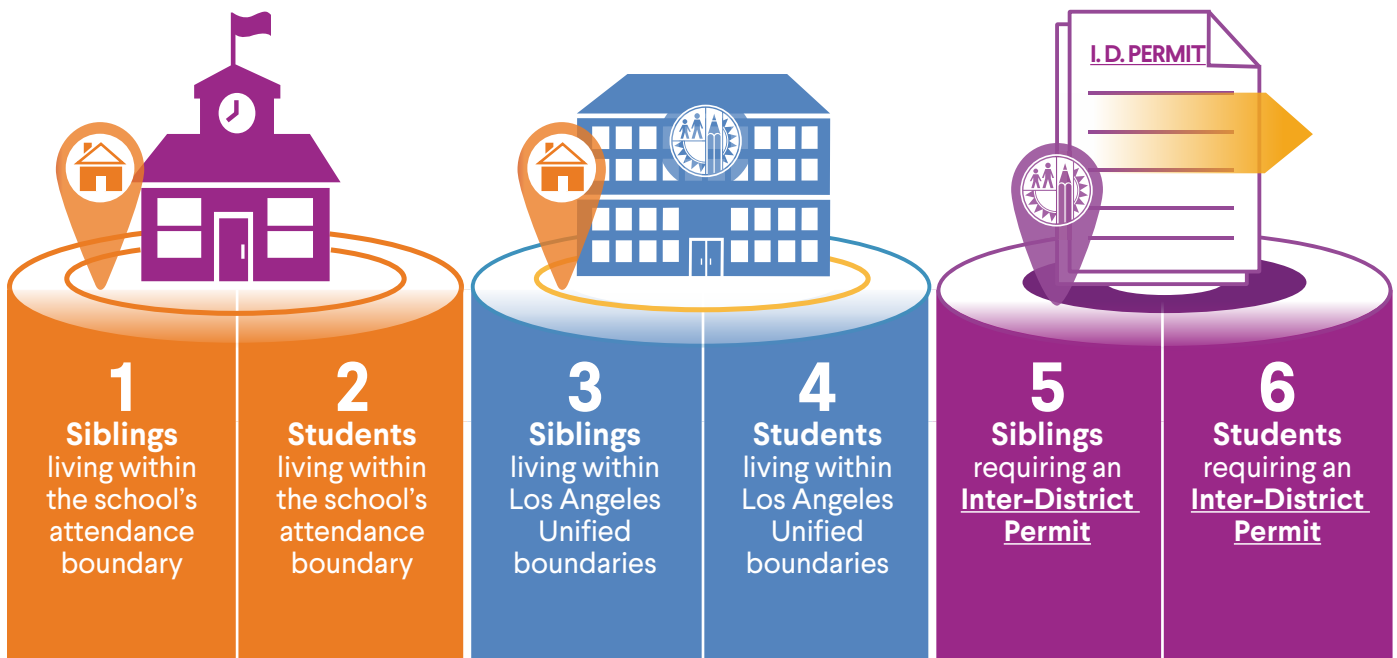 I. D. PERMIT
1
Siblings
living within
the school's
attendance
boundary
2
Students
living within
the school's
attendance
boundary
3
Siblings
living within
Los Angeles
Unified
boundaries
4
Students
living within
Los Angeles
Unified
boundaries
5
Siblings
requiring an
Inter-District
Permit
6
Students
requiring an
Inter-District
Permit